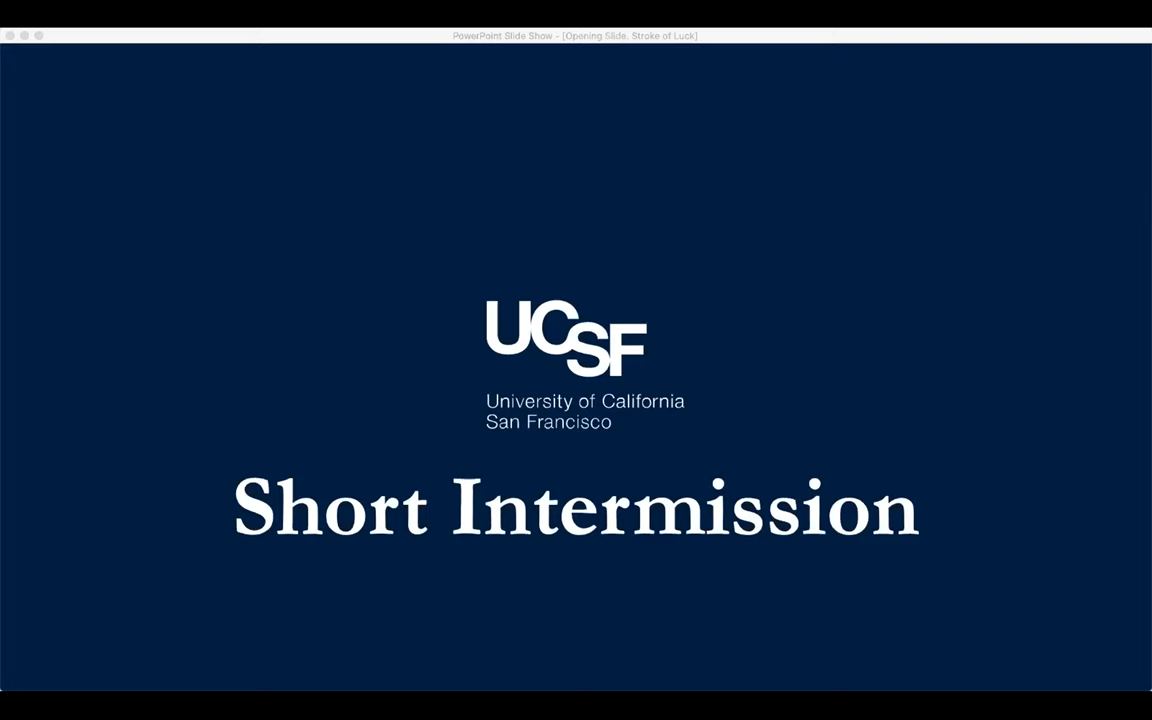 PowerPoint Slide Show - [Opening Slide. Stroke of Luck]
UCSF
University of California
San Francisco
Short Intermission